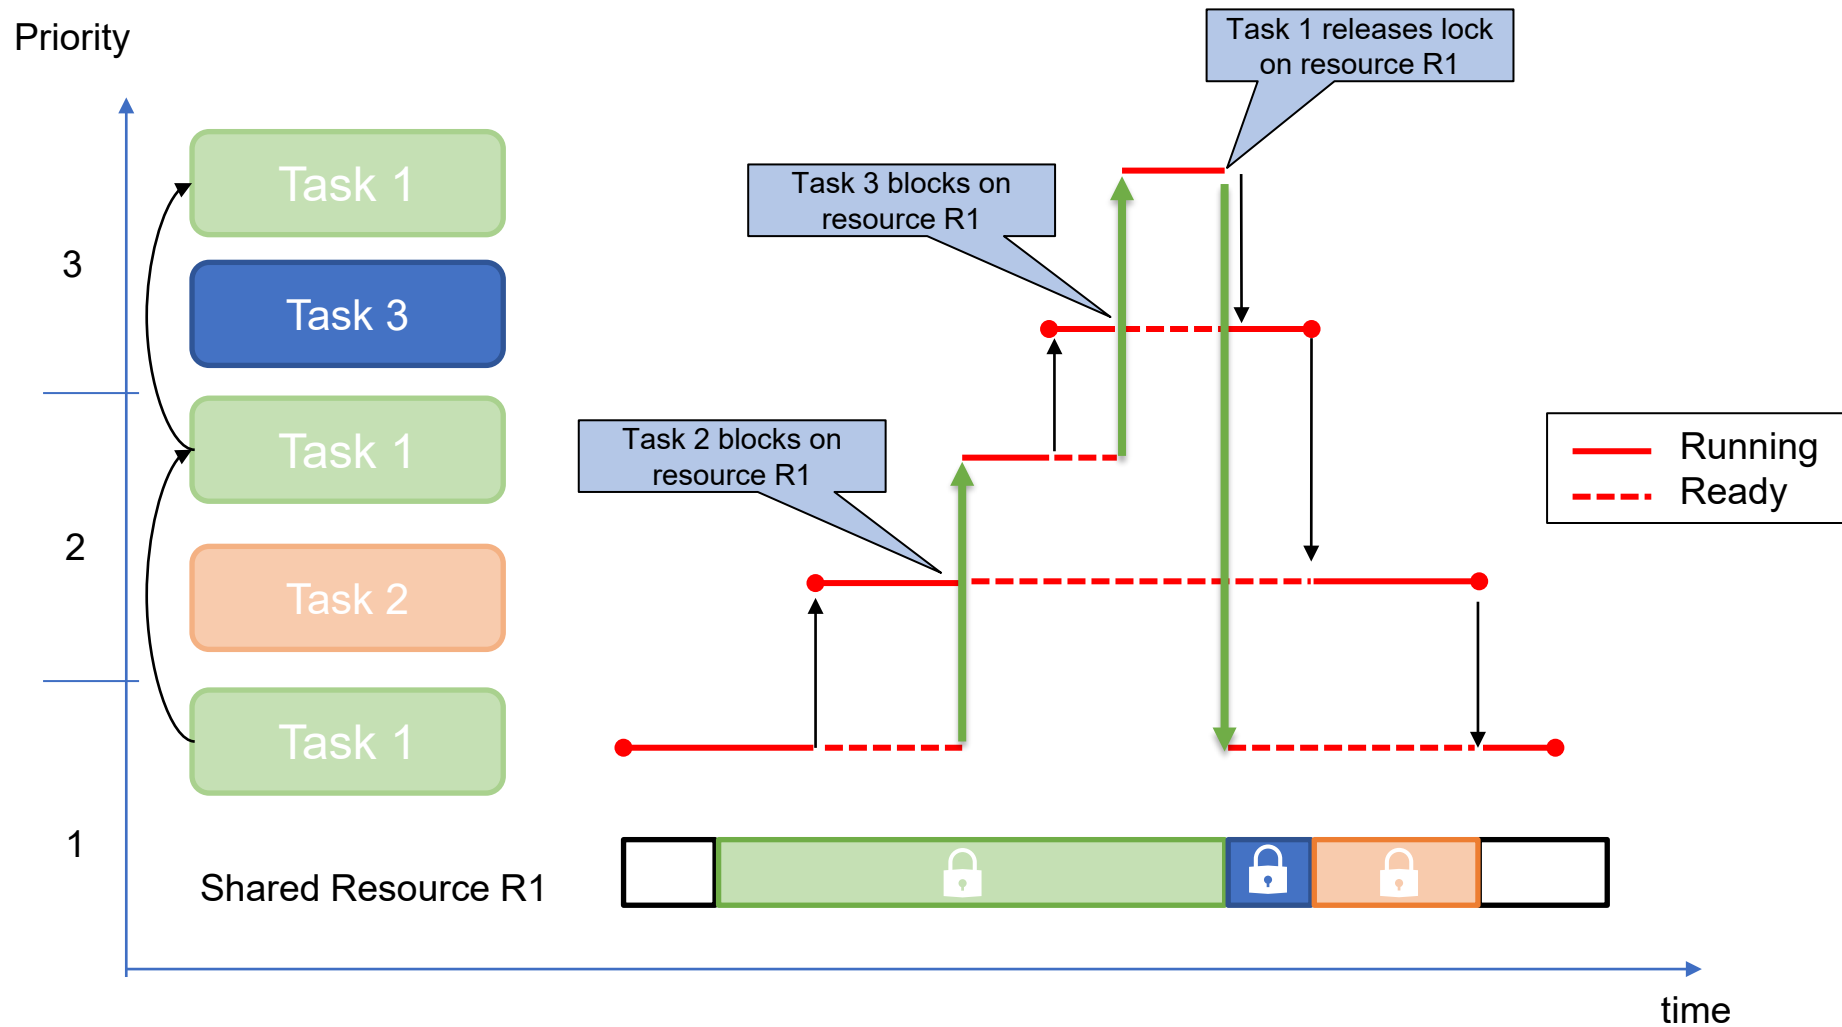 Priority
Task 1 releases lock
on resource R1
Task 1
Task 3 blocks on
resource R1
3
Task 3
Task 1
Task 2 blocks on
resource R1
Running
Ready
2
Task 2
Task 1
1
Shared Resource R1
time